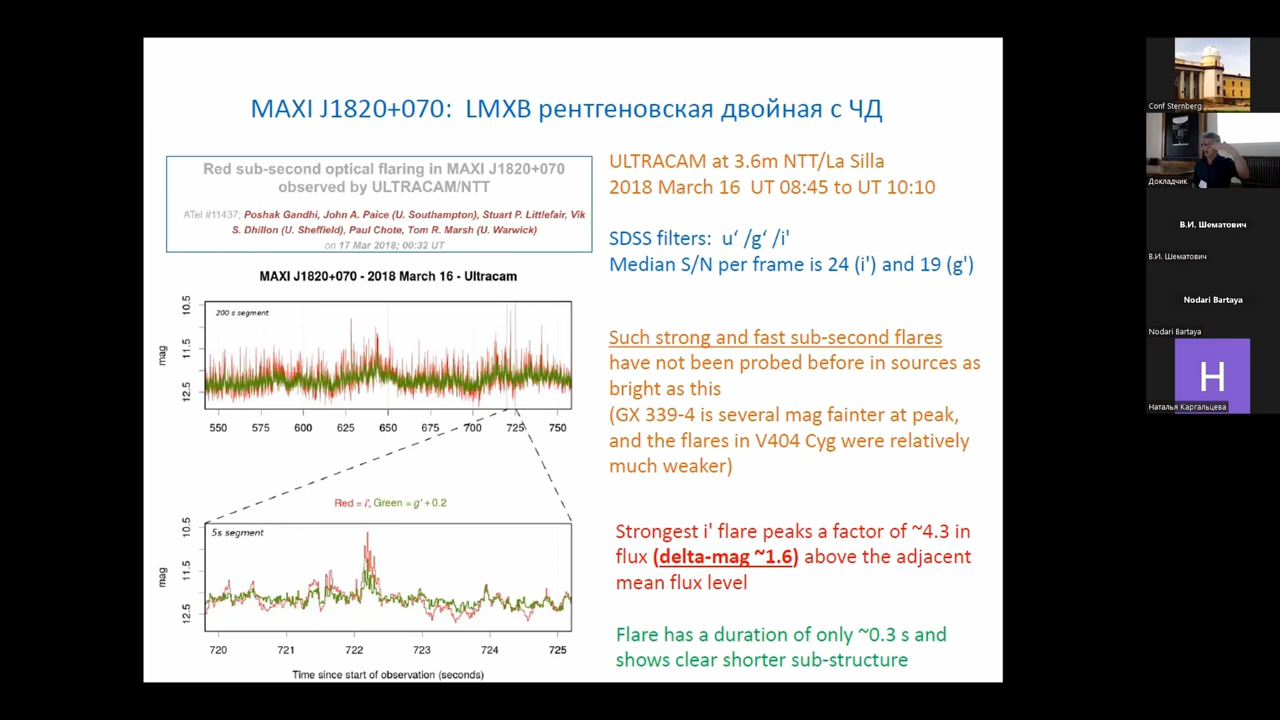 MAXI J1820+070: LMXB рентгеновская двойная с ЧД
Red sub-second optical flaring in MAXI J1820+070
observed by ULTRACAM/NTT
ATel #11437; Poshak Gandhi, John A. Paice (U. Southampton), Stuart P. Littlefair, Vik
S. Dhillon (U. Sheffield), Paul Chote, Tom R. Marsh (U. Warwick)
on 17 Mar 2018; 00:32 UT
MAXI J1820+070 - 2018 March 16 - Ultracam
200 s segment
mag
10.5
11.5
12.5
550 575 600 625 650 675 700 725 750
Red = i', Green = g' + 0.2
5s segment
mag
10.5
11.5
12.5
720 721 722 723 724 725
Time since start of observation (seconds)
ULTRACAM at 3.6m NTT/La Silla
2018 March 16 UT 08:45 to UT 10:10
SDSS filters: u‘ /g‘ /i'
Median S/N per frame is 24 (i') and 19 (g')
Such strong and fast sub-second flares
have not been probed before in sources as
bright as this
(GX 339-4 is several mag fainter at peak,
and the flares in V404 Cyg were relatively
much weaker)
Strongest i' flare peaks a factor of ~4.3 in
flux (delta-mag ~1.6) above the adjacent
mean flux level
Flare has a duration of only ~0.3 s and
shows clear shorter sub-structure
Conf Sternberg
Докладчик
В.И. Шематович
В.И. Шематович
Nodari Bartaya
Nodari Bartaya
Н
Наталья Каргальцева